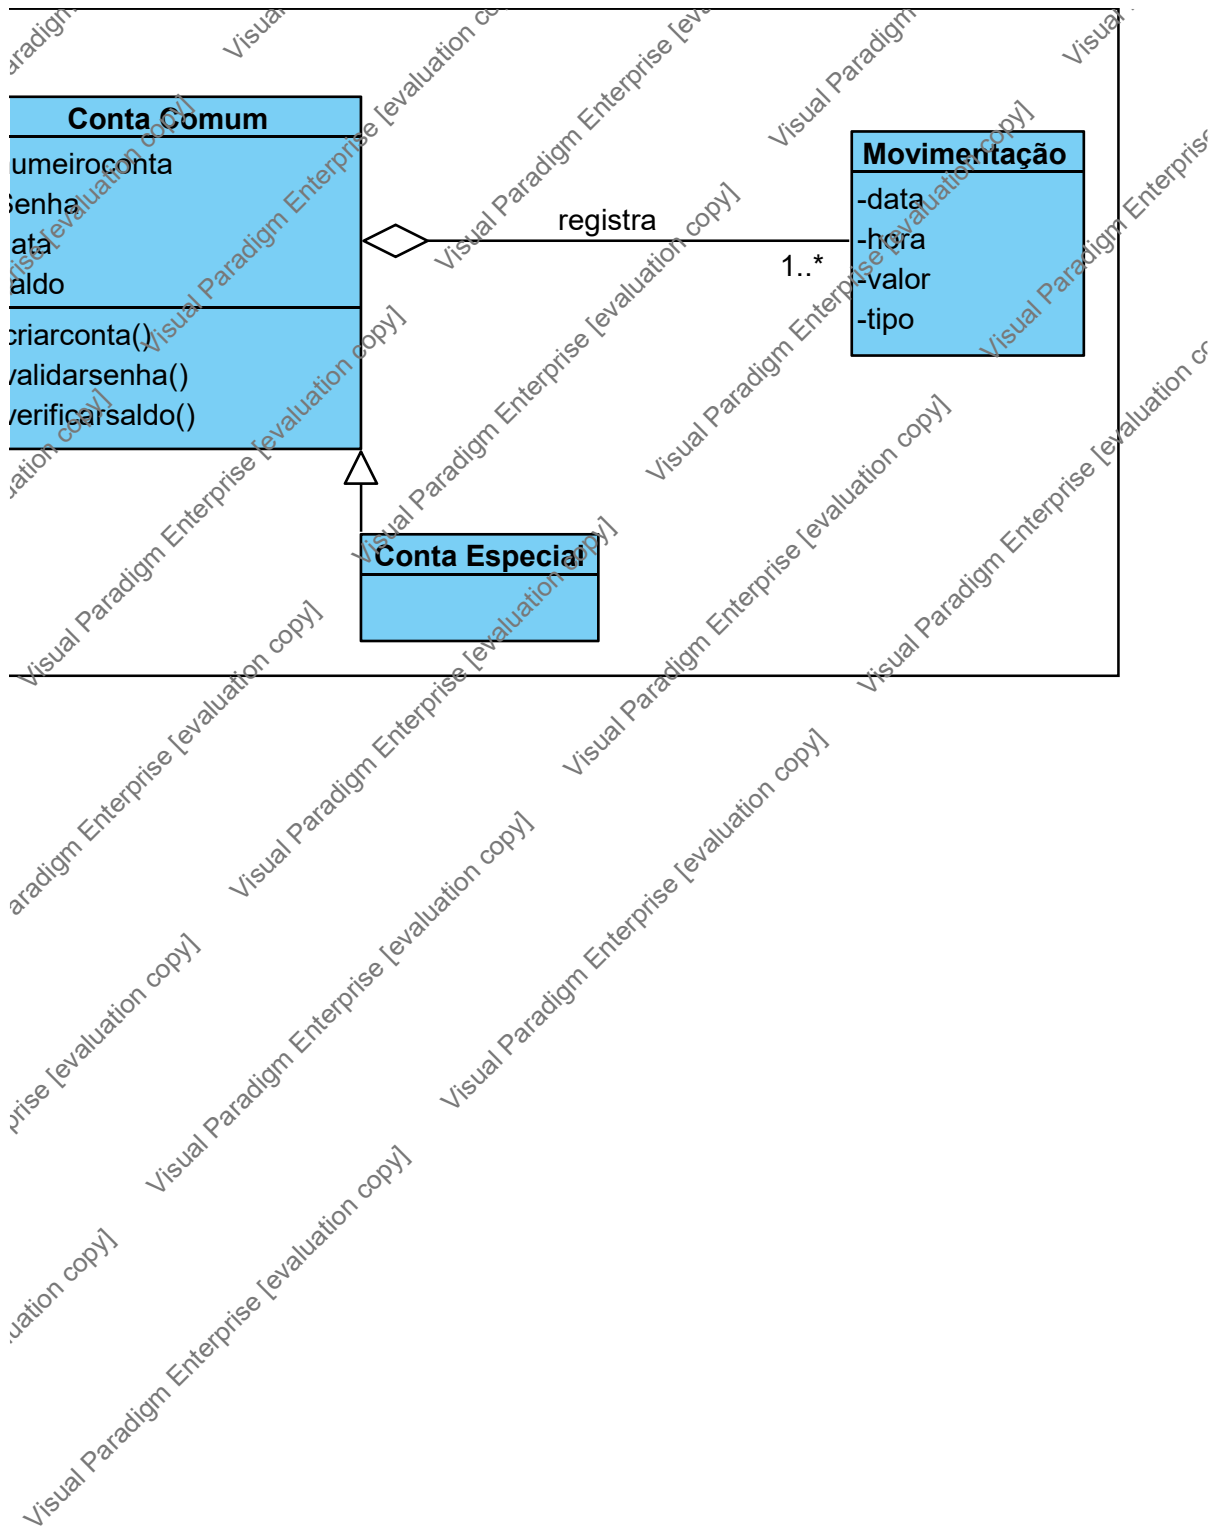 Conta Comum
umeiroconta
Senha
ata
aldo
criarconta()
validarsenha()
verificarsaldo()
registra
1..*
Movimentação
-data
-hora
-valor
-tipo
Conta Especial
Visual Paradigm Enterprise [evaluation copy]